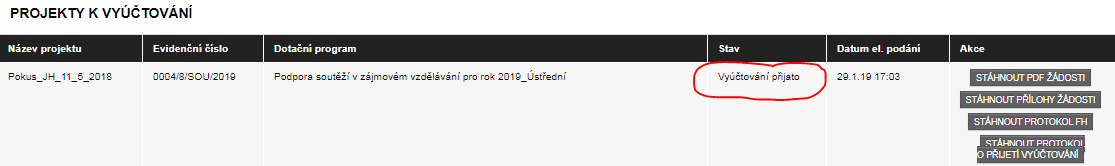 PROJEKTY K VYÚČTOVÁNÍ
Název projektu Evidenční číslo Dotační program Stav Datum el. podání Akce
Pokus_JH_11_5_2018 0004/8/SOU/2019 Podpora soutěží v zájmovém vzdělávání pro rok 2019_Ústřední Vyúčtování přijato 29.1.19 17:03 STÁHNOUT PDF ŽÁDOSTI
STÁHNOUT PŘÍLOHY ŽÁDOSTI
STÁHNOUT PROTOKOL FH
STÁHNOUT PROTOKOL
O PŘIJETÍ VYÚČTOVÁNÍ